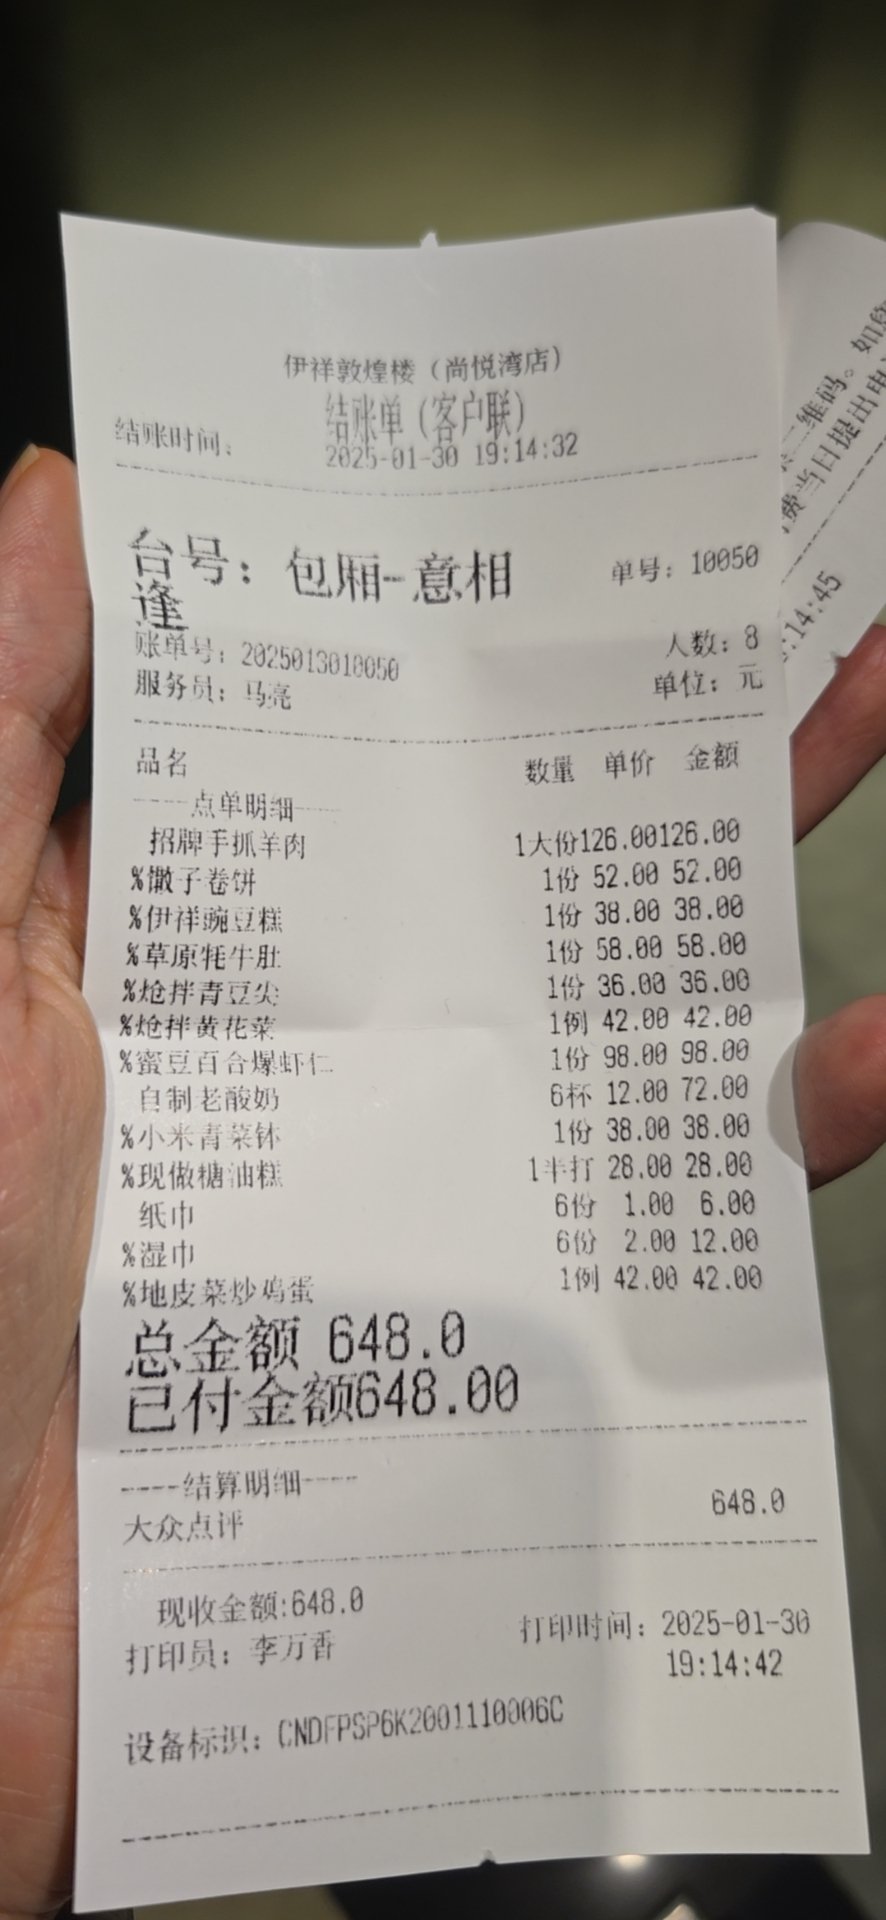 伊祥敦煌楼（尚悦湾店）
结账单（客户联）
结账时间： 2025-01-30 19:14:32
台号：包厢-意相逢 单号：10050
账单号：2025013010050 人数：8
服务员：马亮 单位：元
品名 数量 单价 金额
----点单明细----
招牌手抓羊肉 1大份126.00126.00
%馓子卷饼 1份 52.00 52.00
%伊祥豌豆糕 1份 38.00 38.00
%草原牦牛肚 1份 58.00 58.00
%炝拌青豆尖 1份 36.00 36.00
%炝拌黄花菜 1例 42.00 42.00
%蜜豆百合爆虾仁 1份 98.00 98.00
自制老酸奶 6杯 12.00 72.00
%小米青菜钵 1份 38.00 38.00
%现做糖油糕 1半打 28.00 28.00
纸巾 6份 1.00 6.00
%湿巾 6份 2.00 12.00
%地皮菜炒鸡蛋 1例 42.00 42.00
总金额 648.0
已付金额648.00
----结算明细----
大众点评 648.0
现收金额:648.0
打印员：李万香 打印时间：2025-01-30
19:14:42
设备标识：CNDFPSP6K2001110006C
二维码。如您
费当日提出电
:14:45